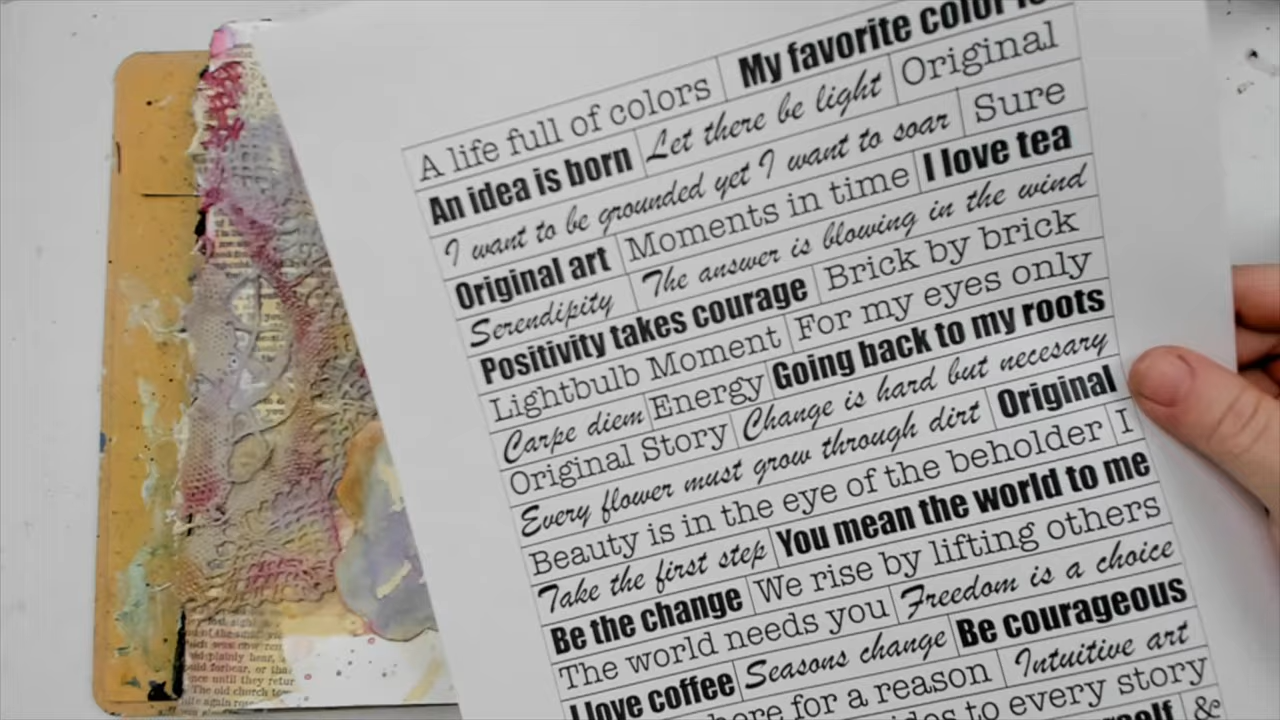 A life full of colors My favorite color is
An idea is born Let there be light Original
I want to be grounded yet I want to soar Sure
Original art Moments in time I love tea
Serendipity The answer is blowing in the wind
Positivity takes courage Brick by brick
Lightbulb Moment For my eyes only
Carpe diem Energy Going back to my roots
Original Story Change is hard but necesary
Every flower must grow through dirt Original
Beauty is in the eye of the beholder I
Take the first step You mean the world to me
Be the change We rise by lifting others
The world needs you Freedom is a choice
I love coffee Seasons change Be courageous
here for a reason Intuitive art
to every story
&